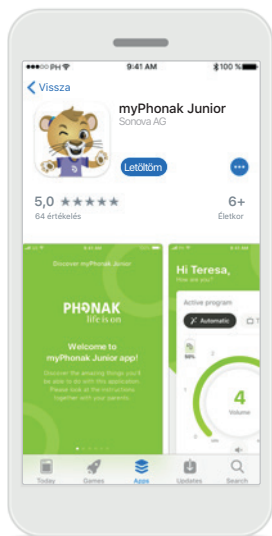 PH 9:41 AM 100 %
Vissza
myPhonak Junior
Sonova AG
Letöltöm
5,0 ★★★★★ 6+
64 értékelés Életkor
Discover myPhonak Junior
PHONAK
life is on
Welcome to
myPhonak Junior app!
Discover the amazing things you'll
be able to do with this application.
Please look at the instructions
together with your parents.
Hi Teresa,
How are you?
Active program
Automatic
50%
4
Volume
Today Games Apps Updates Search